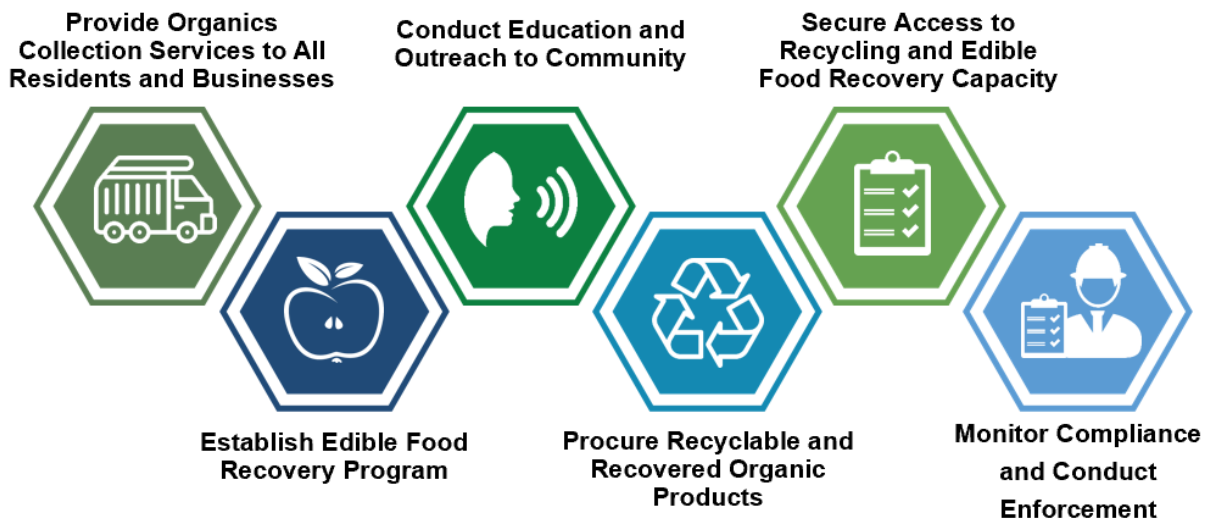 Provide Organics
Collection Services to All
Residents and Businesses
Establish Edible Food
Recovery Program
Conduct Education and
Outreach to Community
Procure Recyclable and
Recovered Organic
Products
Secure Access to
Recycling and Edible
Food Recovery Capacity
Monitor Compliance
and Conduct
Enforcement